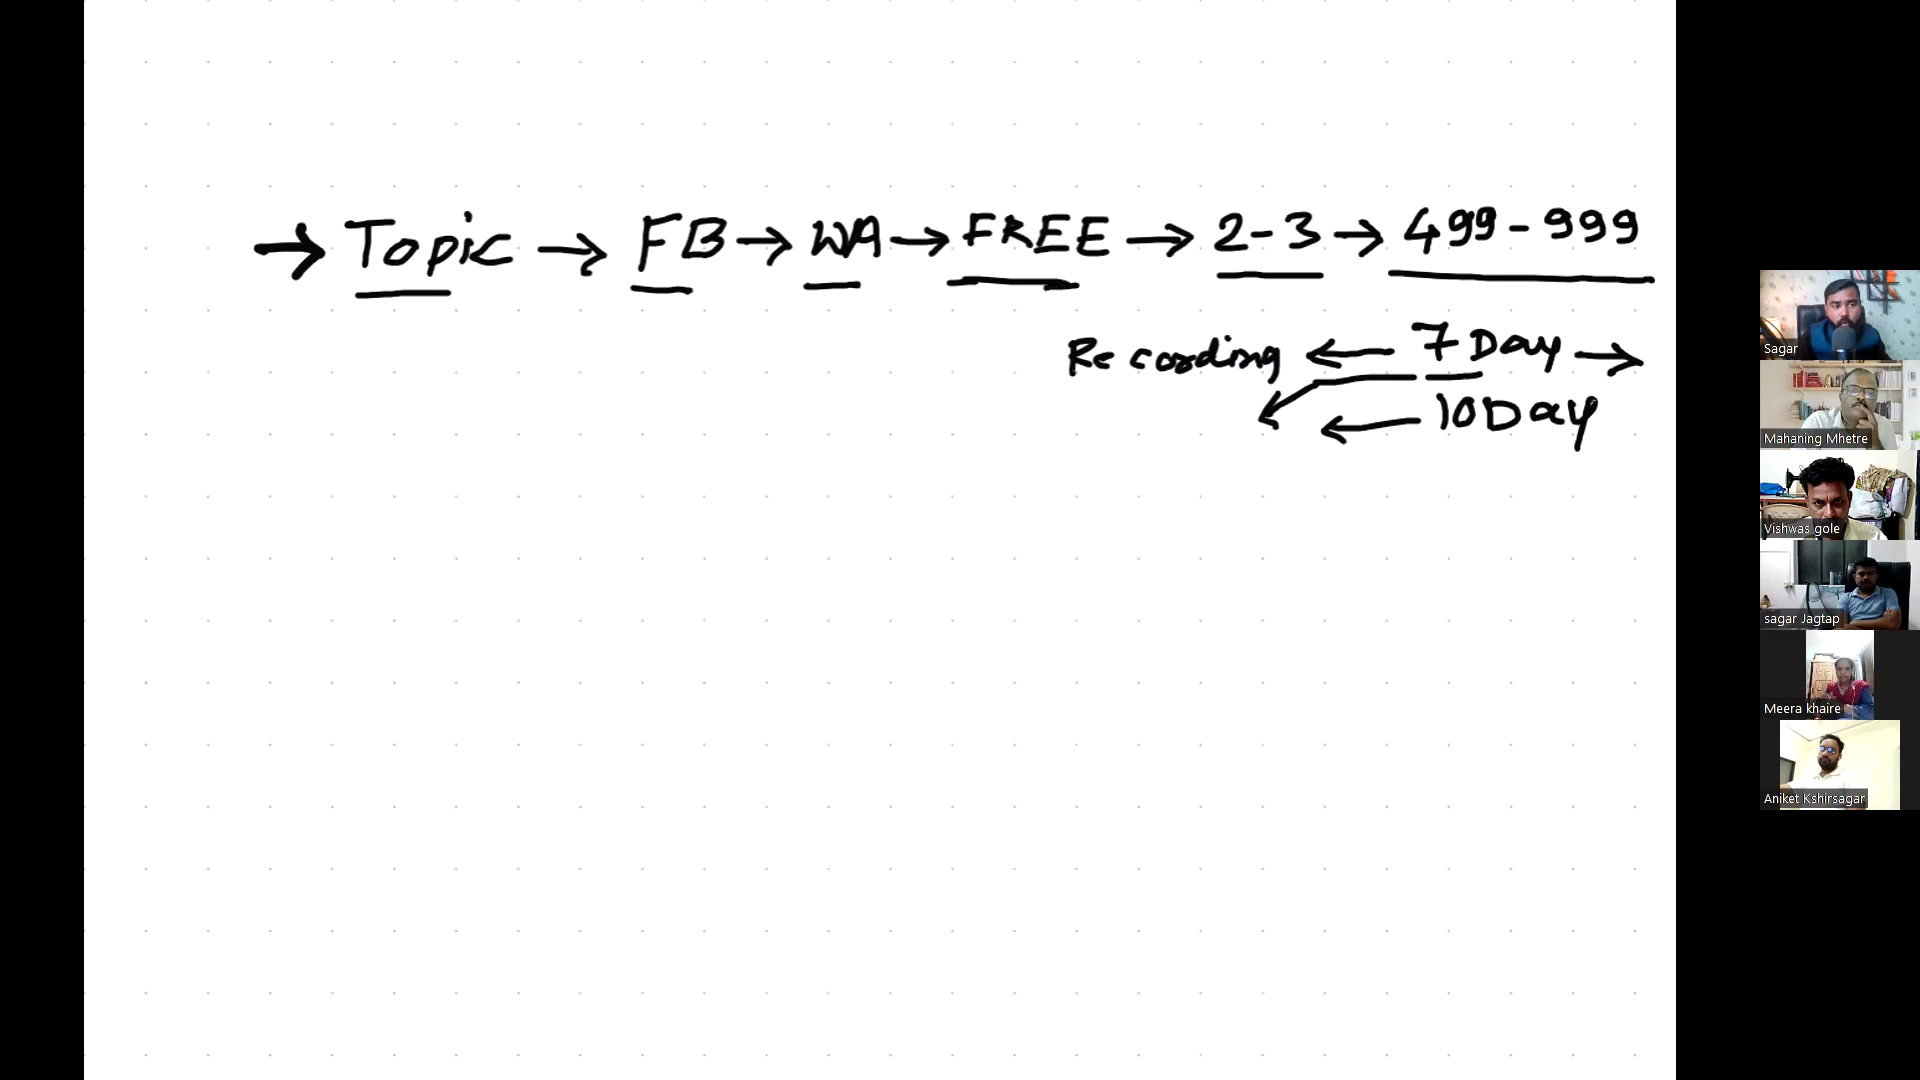 → Topic → FB → WA → FREE → 2-3 → 499-999
Recording ← 7 Day →
← 10 Day
Sagar
Mahaning Mhetre
Vishwas gole
sagar Jagtap
Meera khaire
Aniket Kshirsagar